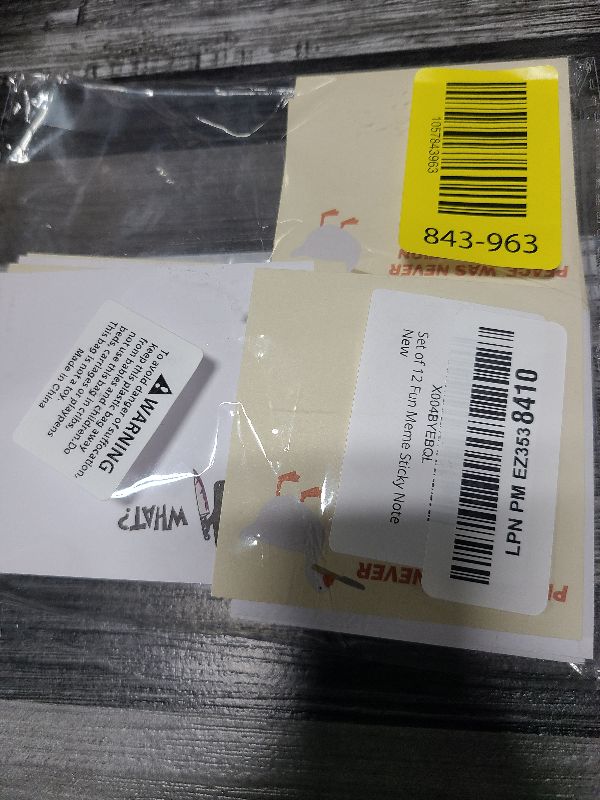 1057843963
843-963
PEACE WAS NEVER
LPN PM EZ3538410
X004BYEBQL
Set of 12 Fun Meme Sticky Note
New
NEVER
WARNING
To avoid danger of suffocation,
keep this plastic bag away
from babies and children.Do
not use this bag in cribs,
beds, carriages or playpens
This bag is not a toy.
Made in China
WHAT?